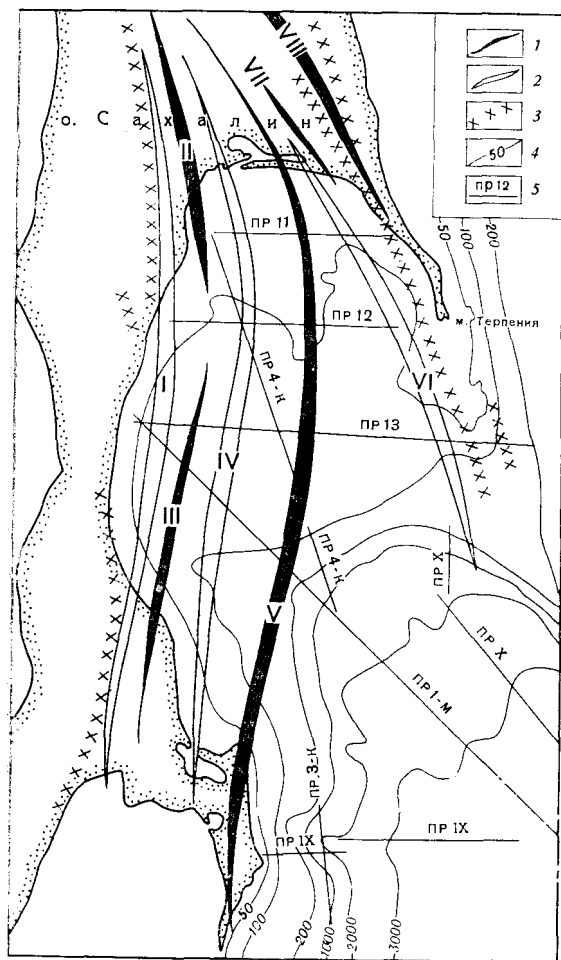 1
2
3
50 4
ПР 12 5
VIII
VII
о. Сахалин
II
50
100
200
ПР 11
м. Терпения
ПР 12
ПР 4-К
VI
I
ПР 13
IV
III
ПР 4-К
ПР X
V
ПР X
ПР 1-М
ПР 3-К
ПР IX
ПР IX
50
100
200
1000
2000
3000